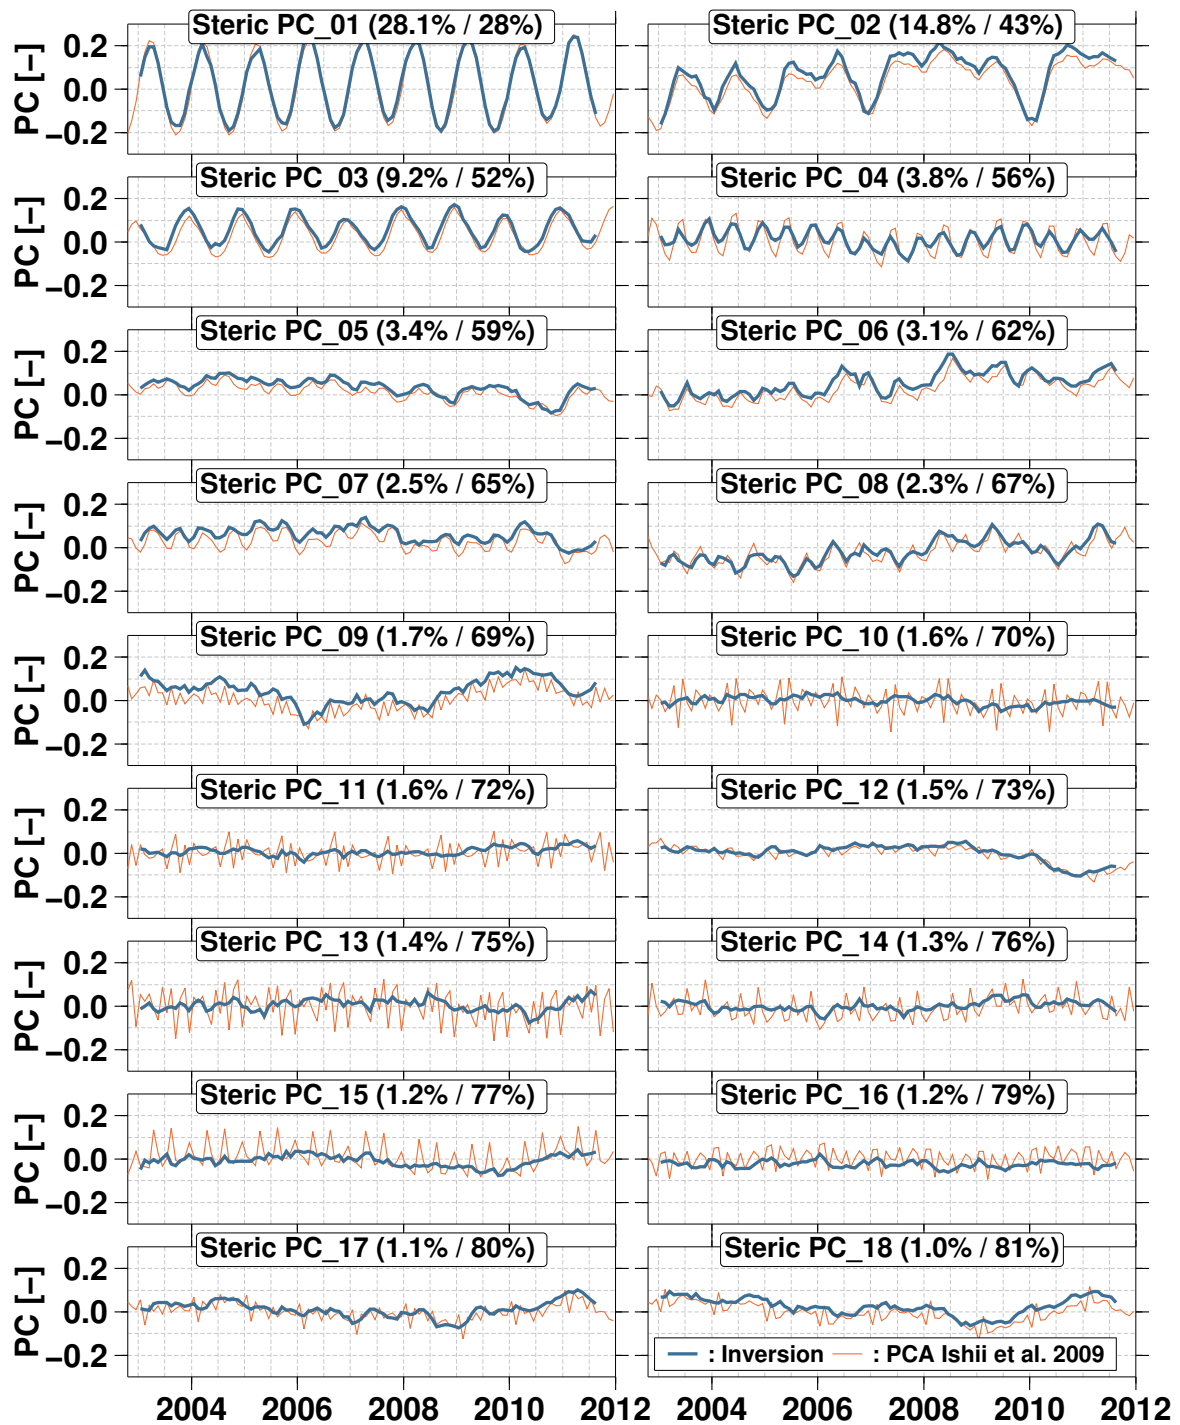 Steric PC_01 (28.1% / 28%)
Steric PC_02 (14.8% / 43%)
PC [−]
0.2
0.0
−0.2
Steric PC_03 (9.2% / 52%)
Steric PC_04 (3.8% / 56%)
PC [−]
0.2
0.0
−0.2
Steric PC_05 (3.4% / 59%)
Steric PC_06 (3.1% / 62%)
PC [−]
0.2
0.0
−0.2
Steric PC_07 (2.5% / 65%)
Steric PC_08 (2.3% / 67%)
PC [−]
0.2
0.0
−0.2
Steric PC_09 (1.7% / 69%)
Steric PC_10 (1.6% / 70%)
PC [−]
0.2
0.0
−0.2
Steric PC_11 (1.6% / 72%)
Steric PC_12 (1.5% / 73%)
PC [−]
0.2
0.0
−0.2
Steric PC_13 (1.4% / 75%)
Steric PC_14 (1.3% / 76%)
PC [−]
0.2
0.0
−0.2
Steric PC_15 (1.2% / 77%)
Steric PC_16 (1.2% / 79%)
PC [−]
0.2
0.0
−0.2
Steric PC_17 (1.1% / 80%)
Steric PC_18 (1.0% / 81%)
PC [−]
0.2
0.0
−0.2
: Inversion : PCA Ishii et al. 2009
2004 2006 2008 2010 2012 2004 2006 2008 2010 2012